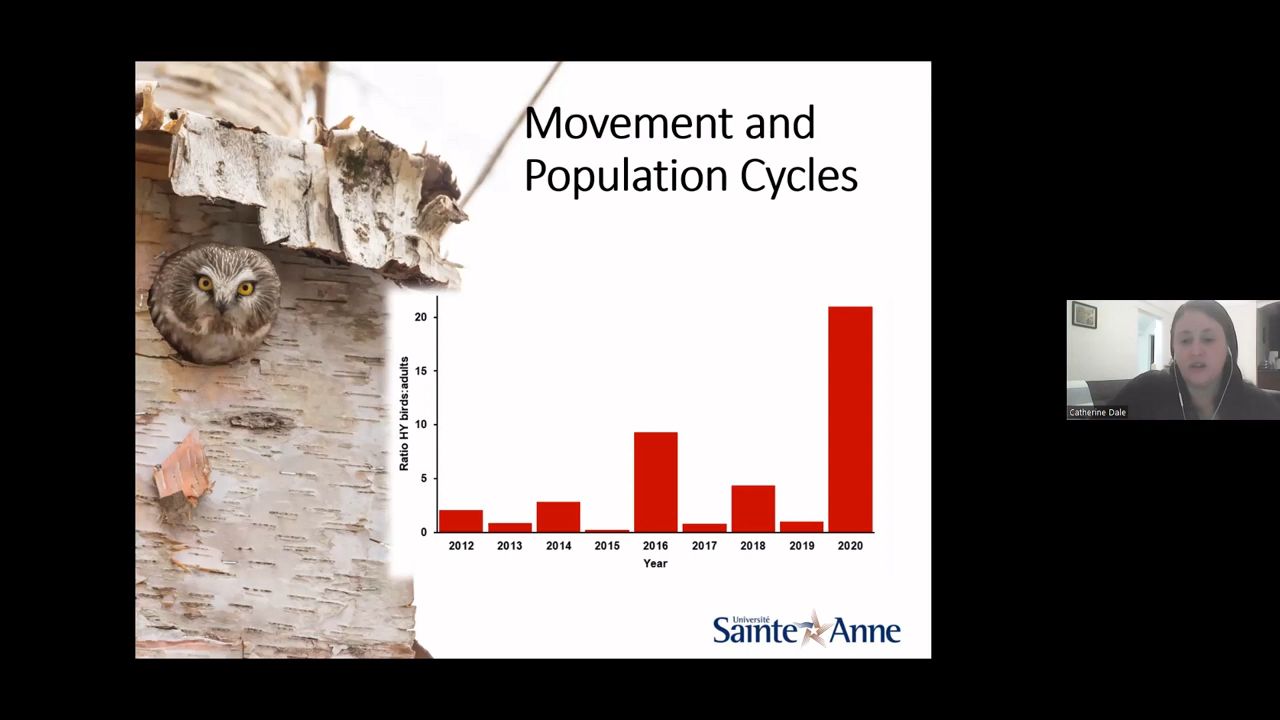 Movement and
Population Cycles
Ratio HY birds:adults
20
15
10
5
0
2012 2013 2014 2015 2016 2017 2018 2019 2020
Year
Université
Sainte Anne
Catherine Dale